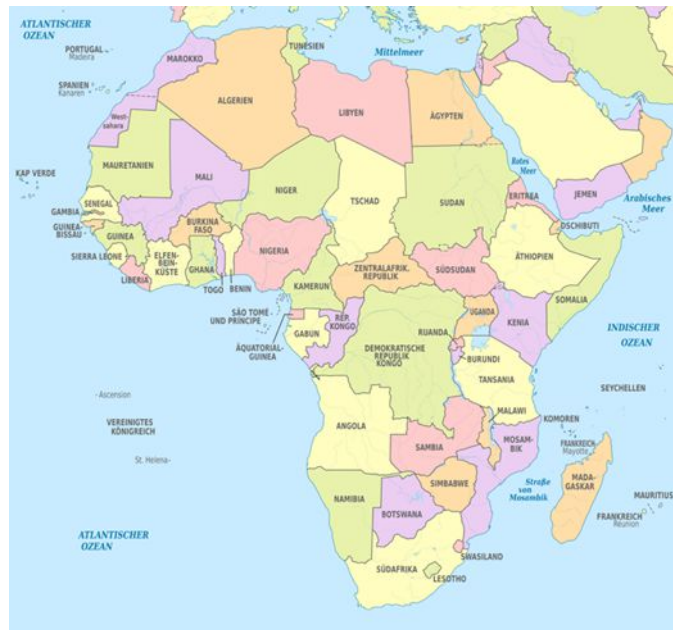 ATLANTISCHER
OZEAN
PORTUGAL
Madeira
SPANIEN
Kanaren
MAROKKO
TUNESIEN
Mittelmeer
ALGERIEN
LIBYEN
ÄGYPTEN
West-
sahara
MAURETANIEN
MALI
NIGER
TSCHAD
SUDAN
Rotes
Meer
ERITREA
JEMEN
Arabisches
Meer
KAP VERDE
SENEGAL
GAMBIA
GUINEA-
BISSAU
GUINEA
SIERRA LEONE
LIBERIA
ELFEN-
BEIN-
KÜSTE
BURKINA
FASO
GHANA
TOGO
BENIN
NIGERIA
KAMERUN
ZENTRALAFRIK.
REPUBLIK
SÜDSUDAN
ÄTHIOPIEN
DSCHIBUTI
SOMALIA
SÃO TOMÉ
UND PRÍNCIPE
ÄQUATORIAL-
GUINEA
GABUN
REP.
KONGO
DEMOKRATISCHE
REPUBLIK
KONGO
UGANDA
RUANDA
BURUNDI
KENIA
TANSANIA
INDISCHER
OZEAN
SEYCHELLEN
Ascension
VEREINIGTES
KÖNIGREICH
St. Helena
ANGOLA
SAMBIA
MALAWI
MOSAM-
BIK
KOMOREN
FRANKREICH
Mayotte
MADA-
GASKAR
Straße
von
Mosambik
MAURITIUS
FRANKREICH
Réunion
NAMIBIA
BOTSWANA
SIMBABWE
ATLANTISCHER
OZEAN
SÜDAFRIKA
SWASILAND
LESOTHO